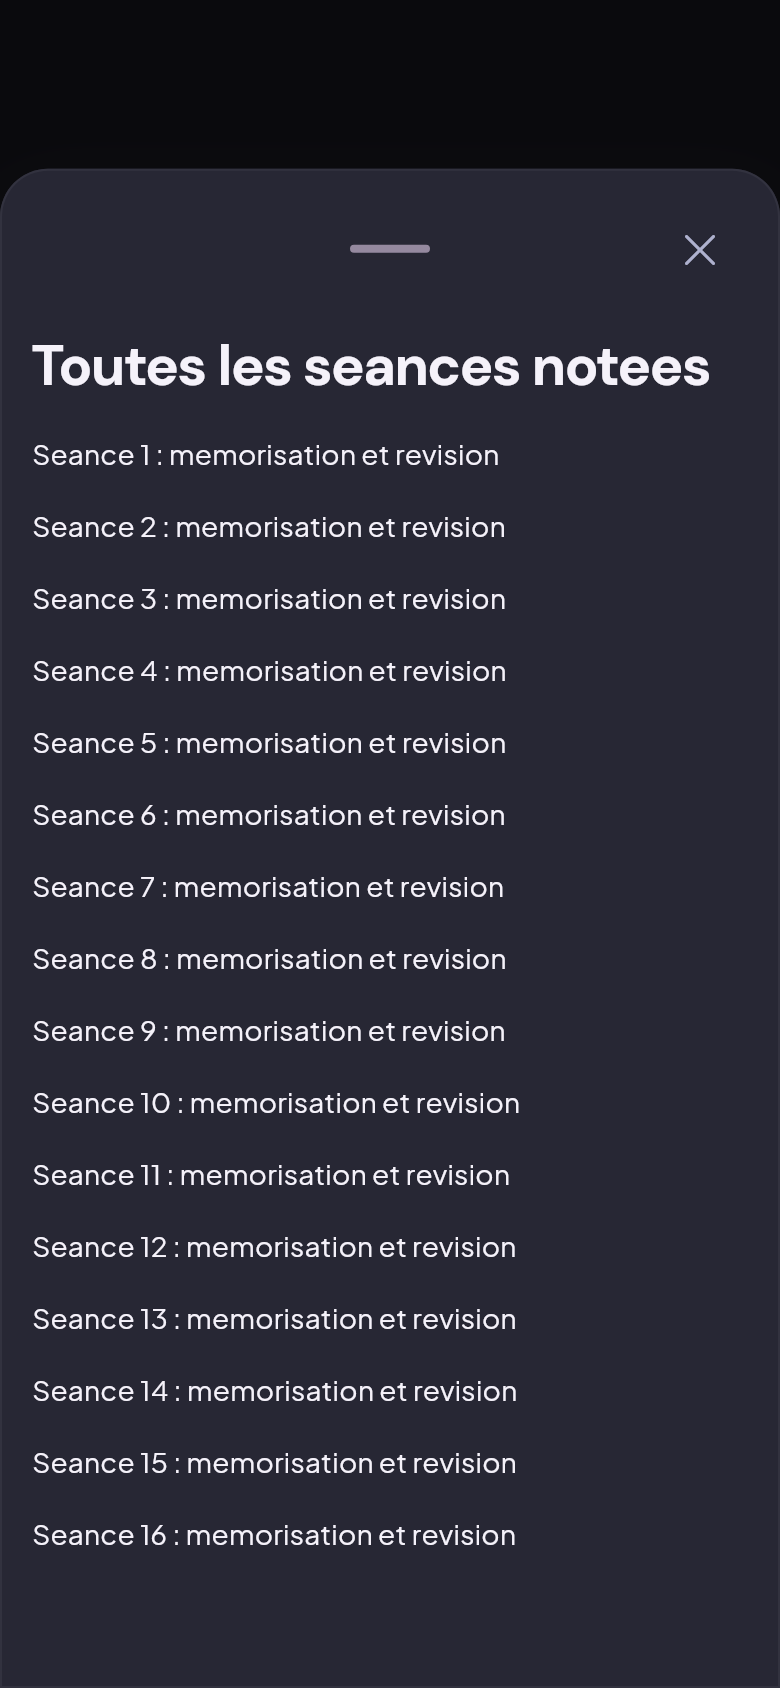 Toutes les seances notees
Seance 1 : memorisation et revision
Seance 2 : memorisation et revision
Seance 3 : memorisation et revision
Seance 4 : memorisation et revision
Seance 5 : memorisation et revision
Seance 6 : memorisation et revision
Seance 7 : memorisation et revision
Seance 8 : memorisation et revision
Seance 9 : memorisation et revision
Seance 10 : memorisation et revision
Seance 11 : memorisation et revision
Seance 12 : memorisation et revision
Seance 13 : memorisation et revision
Seance 14 : memorisation et revision
Seance 15 : memorisation et revision
Seance 16 : memorisation et revision